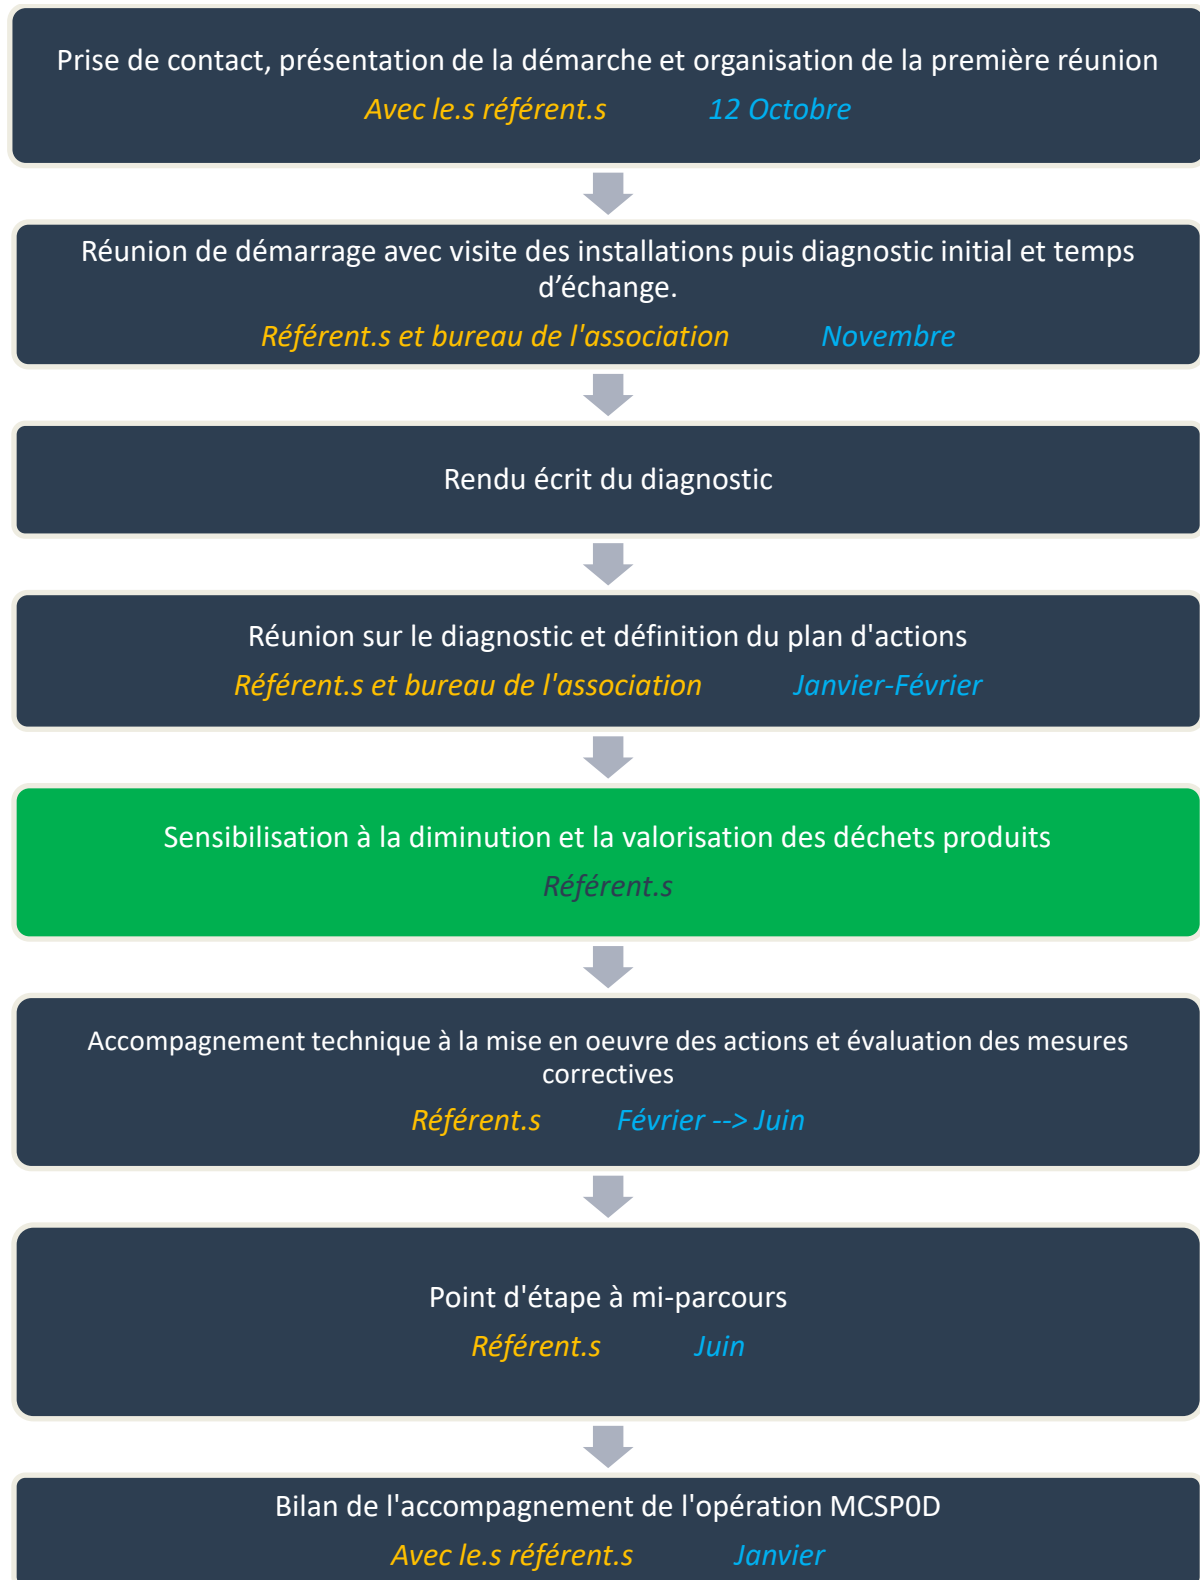 Prise de contact, présentation de la démarche et organisation de la première réunion
Avec le.s référent.s 12 Octobre
Réunion de démarrage avec visite des installations puis diagnostic initial et temps
d’échange.
Référent.s et bureau de l'association Novembre
Rendu écrit du diagnostic
Réunion sur le diagnostic et définition du plan d'actions
Référent.s et bureau de l'association Janvier-Février
Sensibilisation à la diminution et la valorisation des déchets produits
Référent.s
Accompagnement technique à la mise en oeuvre des actions et évaluation des mesures
correctives
Référent.s Février --> Juin
Point d'étape à mi-parcours
Référent.s Juin
Bilan de l'accompagnement de l'opération MCSP0D
Avec le.s référent.s Janvier